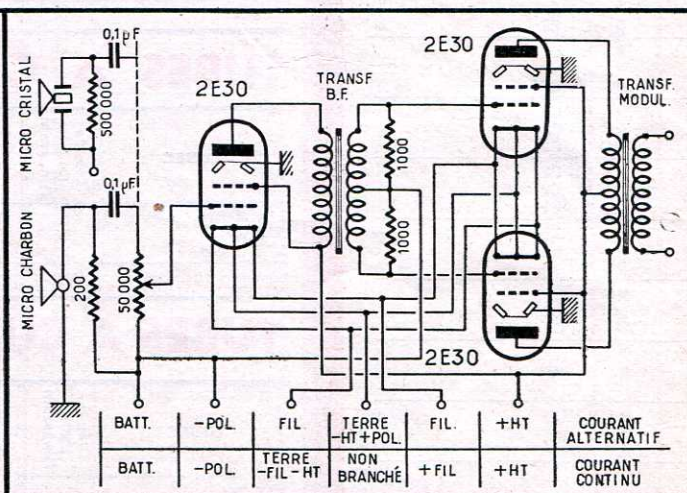 MICRO CRISTAL
0,1 µF
500 000
0,1 µF
MICRO CHARBON
200
50 000
2E30
TRANSF.
B.F.
1000
1000
2E30
2E30
TRANSF.
MODUL.
BATT. -POL. FIL. TERRE -HT+POL. FIL. +HT COURANT ALTERNATIF
BATT. -POL. TERRE -FIL-HT NON BRANCHÉ +FIL +HT COURANT CONTINU